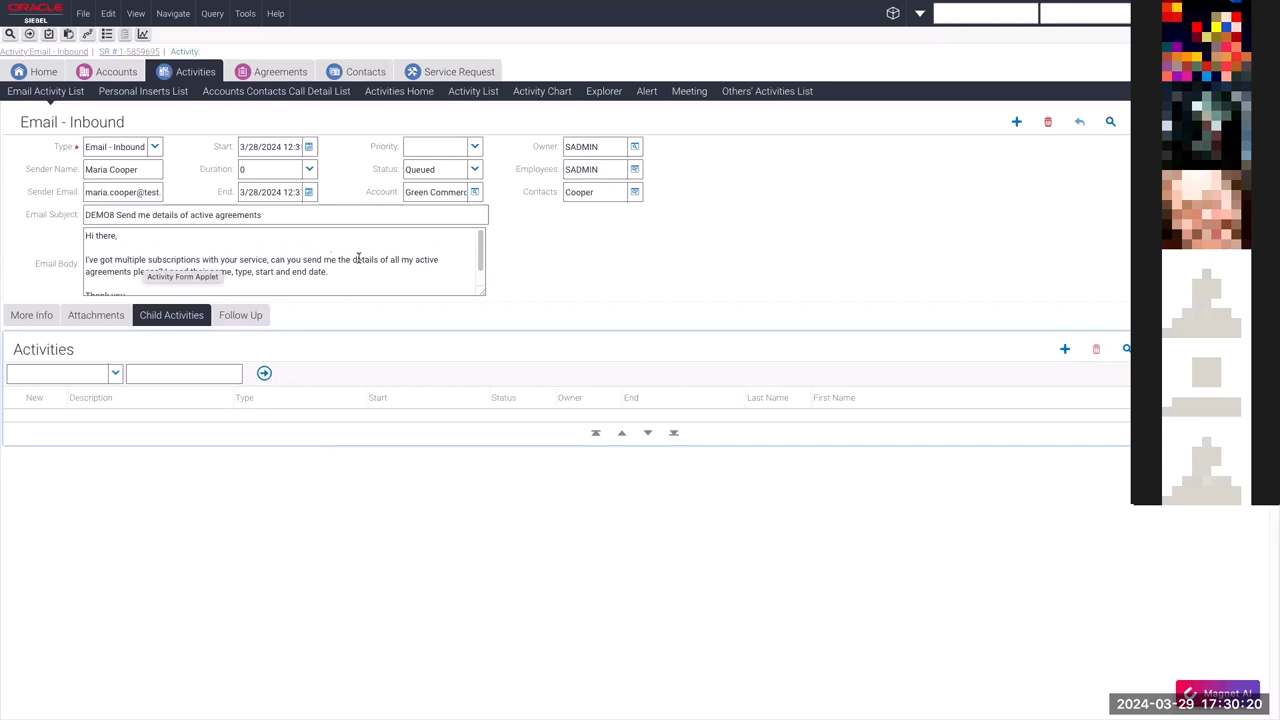 ORACLE
SIEBEL
File Edit View Navigate Query Tools Help
Activity Email - Inbound | SR # 1-5859695 | Activity:
Home Accounts Activities Agreements Contacts Service Request
Email Activity List Personal Inserts List Accounts Contacts Call Detail List Activities Home Activity List Activity Chart Explorer Alert Meeting Others' Activities List
Email - Inbound
Type:* Email - Inbound Start: 3/28/2024 12:3 Priority: Owner: SADMIN
Sender Name: Maria Cooper Duration: 0 Status: Queued Employees: SADMIN
Sender Email: maria.cooper@test. End: 3/28/2024 12:3 Account: Green Commerc Contacts: Cooper
Email Subject: DEMO8 Send me details of active agreements
Hi there,
I've got multiple subscriptions with your service, can you send me the details of all my active
Email Body:
agreements start and end date.
Activity Form Applet
Thank you
More Info Attachments Child Activities Follow Up
Activities
New Description Type Start Status Owner End Last Name First Name
Magnet AI
2024-03-29 17:30:20